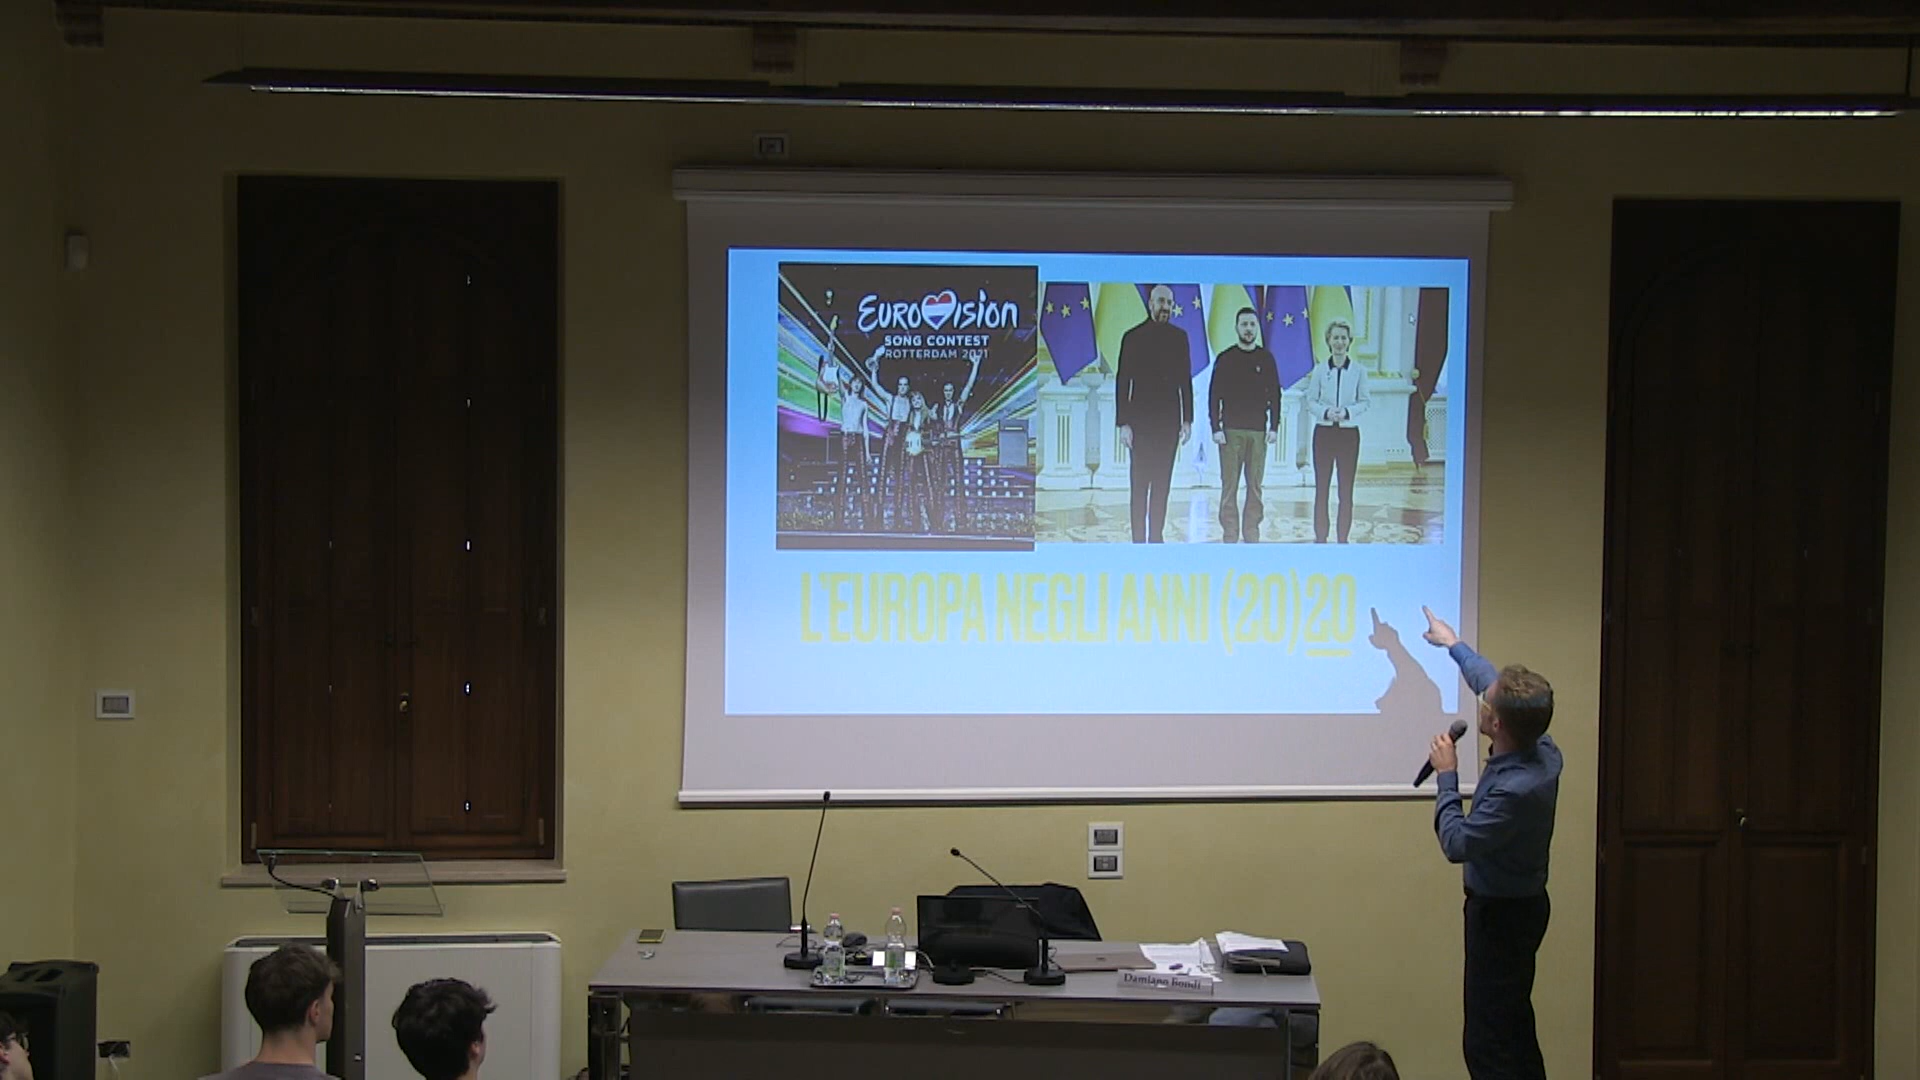 EUROVISION
SONG CONTEST
ROTTERDAM 2021
L'EUROPA NEGLI ANNI (20)20
Damiano Bondi